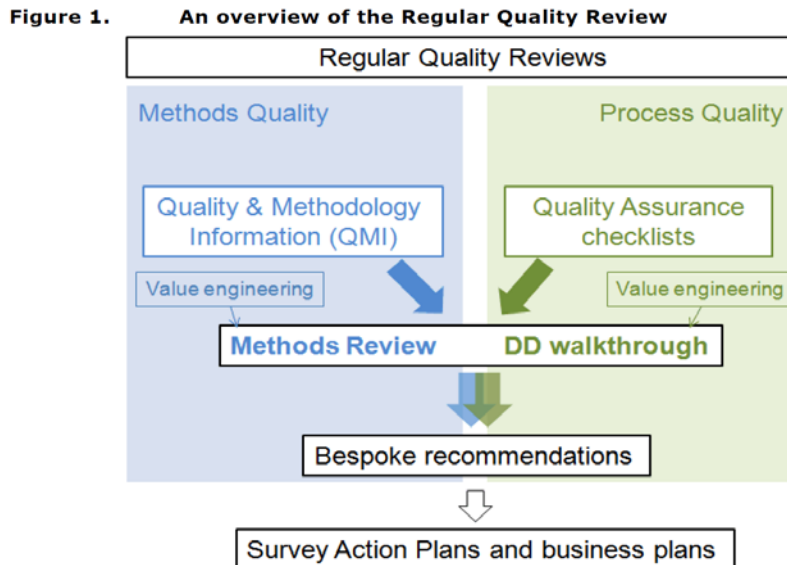 Figure 1. An overview of the Regular Quality Review
Regular Quality Reviews
Methods Quality
Process Quality
Quality & Methodology
Information (QMI)
Quality Assurance
checklists
Value engineering
Value engineering
Methods Review
DD walkthrough
Bespoke recommendations
Survey Action Plans and business plans